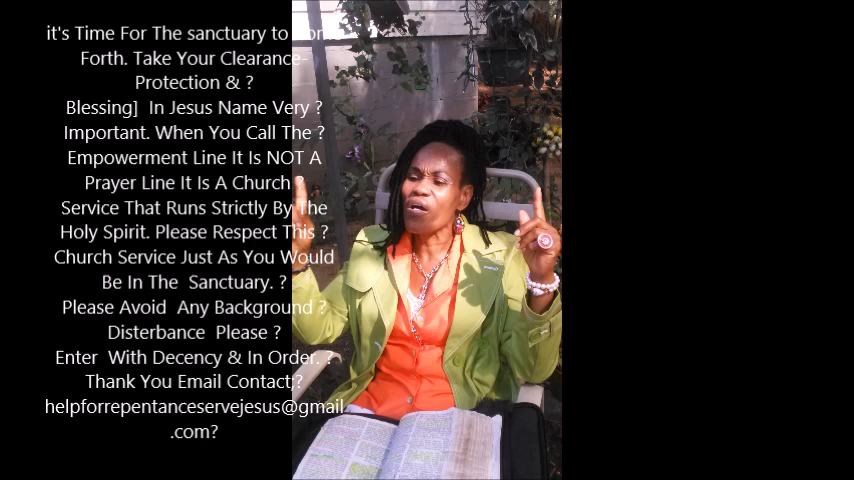 it's Time For The sanctuary to Come
Forth. Take Your Clearance-
Protection & ?
Blessing]  In Jesus Name Very ?
Important. When You Call The ?
Empowerment Line It Is NOT A
Prayer Line It Is A Church ?
Service That Runs Strictly By The
Holy Spirit. Please Respect This ?
Church Service Just As You Would
Be In The  Sanctuary. ?
Please Avoid  Any Background ?
Disterbance  Please ?
Enter  With Decency & In Order. ?
Thank You Email Contact;?
helpforrepentanceservejesus@gmail
.com?